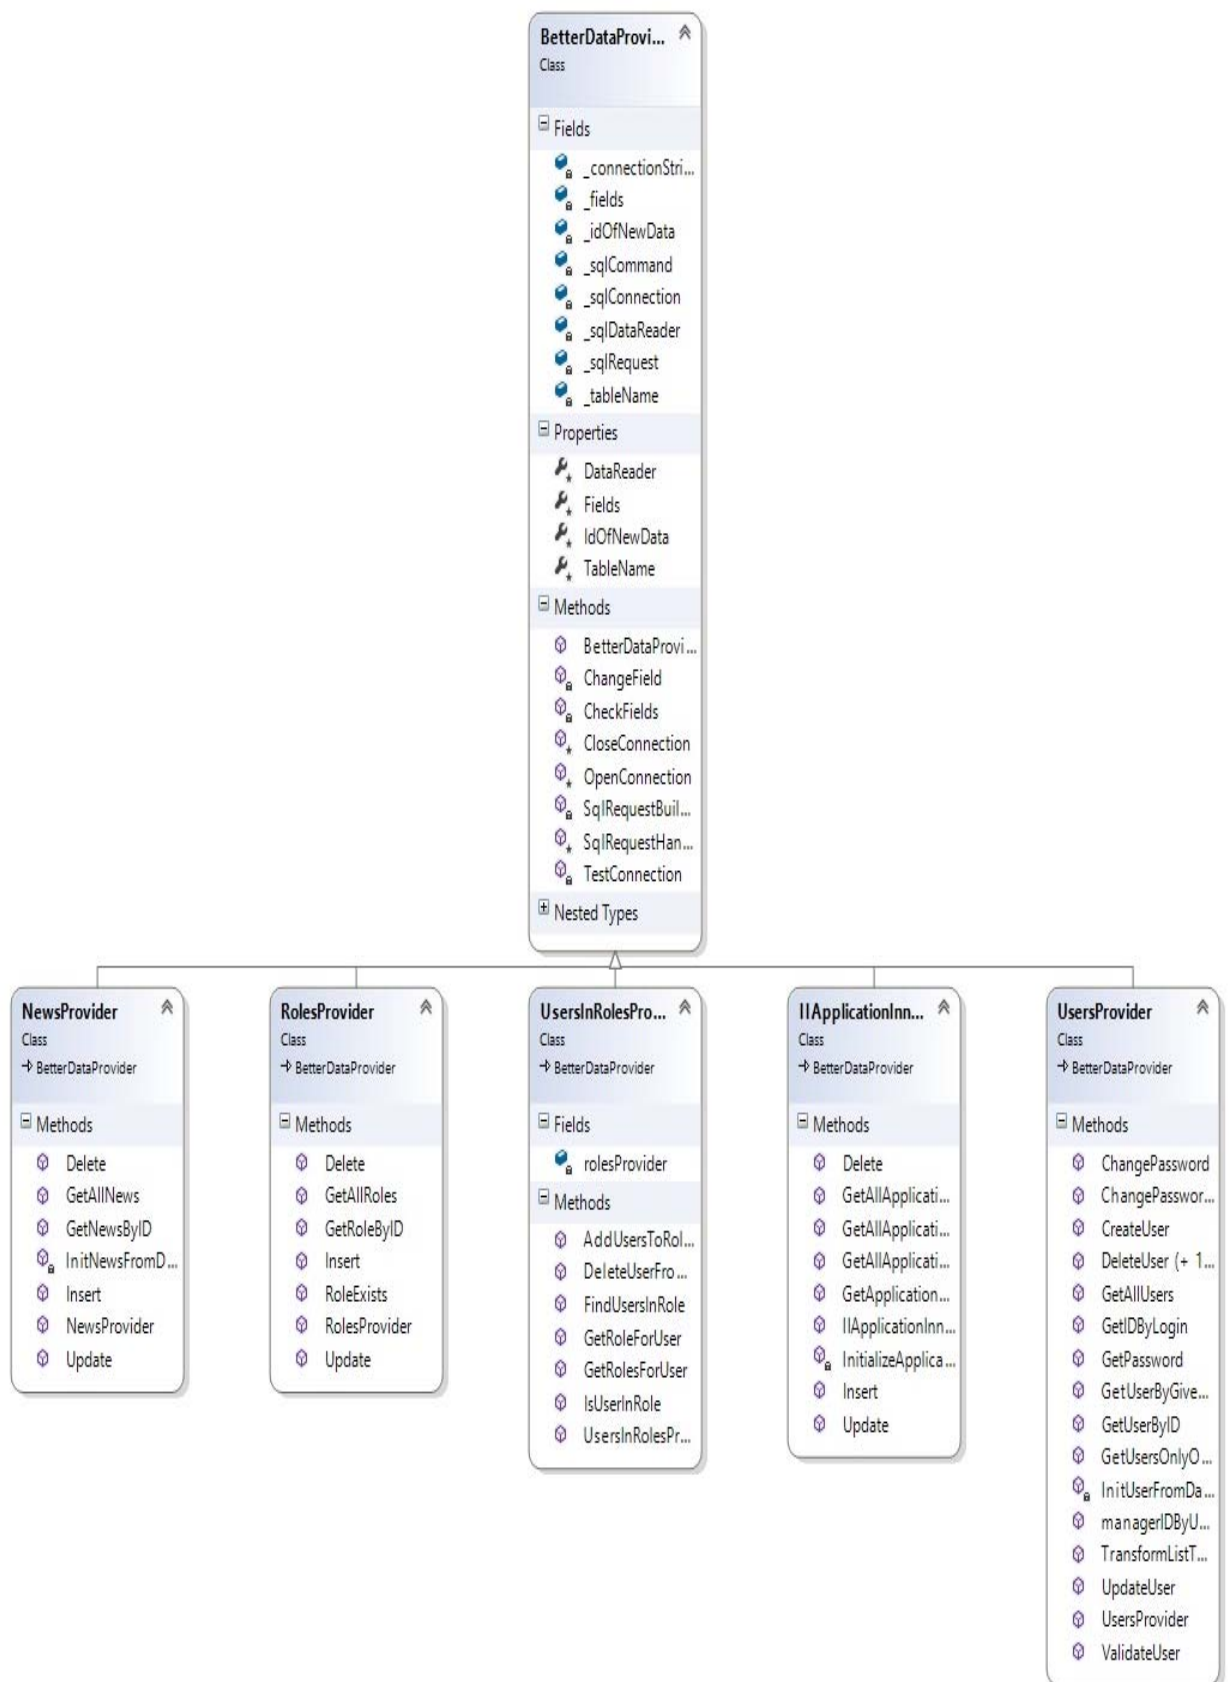 BetterDataProvi...
Class
Fields
_connectionStri...
_fields
_idOfNewData
_sqlCommand
_sqlConnection
_sqlDataReader
_sqlRequest
_tableName
Properties
DataReader
Fields
IdOfNewData
TableName
Methods
BetterDataProvi...
ChangeField
CheckFields
CloseConnection
OpenConnection
SqlRequestBuil...
SqlRequestHan...
TestConnection
Nested Types
NewsProvider
Class
BetterDataProvider
Methods
Delete
GetAllNews
GetNewsByID
InitNewsFromD...
Insert
NewsProvider
Update
RolesProvider
Class
BetterDataProvider
Methods
Delete
GetAllRoles
GetRoleByID
Insert
RoleExists
RolesProvider
Update
UsersInRolesPro...
Class
BetterDataProvider
Fields
rolesProvider
Methods
AddUsersToRol...
DeleteUserFro...
FindUsersInRole
GetRoleForUser
GetRolesForUser
IsUserInRole
UsersInRolesPr...
IIApplicationInn...
Class
BetterDataProvider
Methods
Delete
GetAllApplicati...
GetAllApplicati...
GetAllApplicati...
GetApplication...
IIApplicationInn...
InitializeApplica...
Insert
Update
UsersProvider
Class
BetterDataProvider
Methods
ChangePassword
ChangePasswor...
CreateUser
DeleteUser (+ 1...
GetAllUsers
GetIDByLogin
GetPassword
GetUserByGive...
GetUserByID
GetUsersOnlyO...
InitUserFromDa...
managerIDByU...
TransformListT...
UpdateUser
UsersProvider
ValidateUser